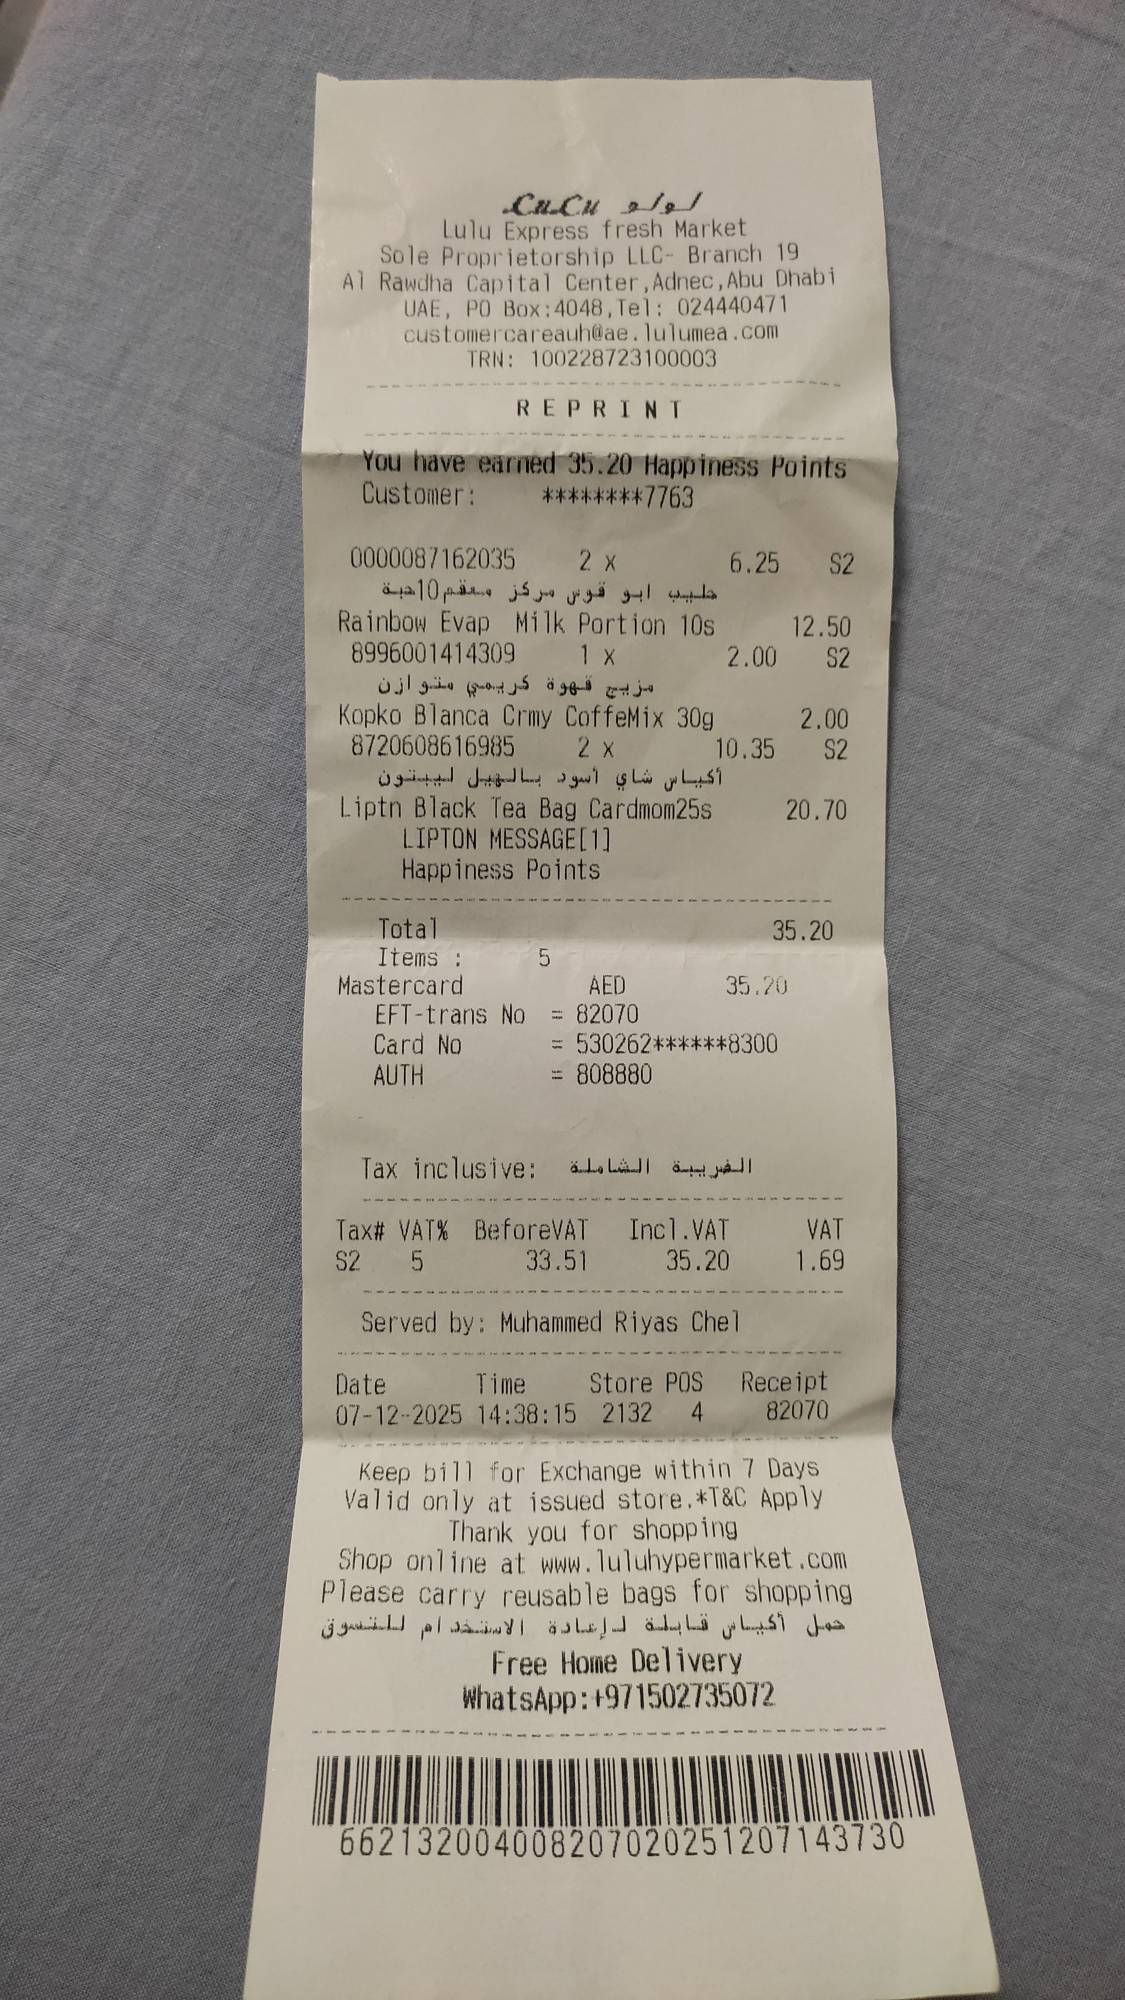 LuLu لولو
Lulu Express fresh Market
Sole Proprietorship LLC- Branch 19
Al Rawdha Capital Center,Adnec,Abu Dhabi
UAE, PO Box:4048,Tel: 024440471
customercareauh@ae.lulumea.com
TRN: 100228723100003
REPRINT
You have earned 35.20 Happiness Points
Customer: ********7763
0000087162035 2 x 6.25 S2
حليب ابو قوس مركز معقم10حبة
Rainbow Evap Milk Portion 10s 12.50
8996001414309 1 x 2.00 S2
مزيج قهوة كريمي متوازن
Kopko Blanca Crmy CoffeMix 30g 2.00
8720608616985 2 x 10.35 S2
أكياس شاي أسود بالهيل ليبتون
Liptn Black Tea Bag Cardmom25s 20.70
LIPTON MESSAGE[1]
Happiness Points
Total 35.20
Items : 5
Mastercard AED 35.20
EFT-trans No = 82070
Card No = 530262******8300
AUTH = 808880
Tax inclusive: الضريبة الشاملة
Tax# VAT% BeforeVAT Incl.VAT VAT
S2 5 33.51 35.20 1.69
Served by: Muhammed Riyas Chel
Date Time Store POS Receipt
07-12-2025 14:38:15 2132 4 82070
Keep bill for Exchange within 7 Days
Valid only at issued store.*T&C Apply
Thank you for shopping
Shop online at www.luluhypermarket.com
Please carry reusable bags for shopping
حمل أكياس قابلة لإعادة الاستخدام للتسوق
Free Home Delivery
WhatsApp:+971502735072
662132004008207020251207143730